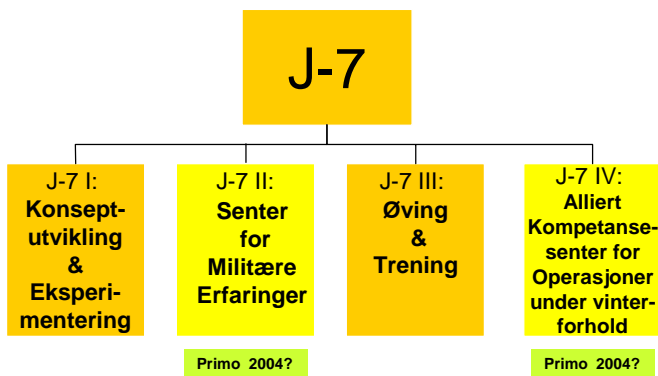 J-7
J-7 I:
Konsept-
utvikling
&
Eksperi-
mentering
J-7 II:
Senter
for
Militære
Erfaringer
J-7 III:
Øving
&
Trening
J-7 IV:
Alliert
Kompetanse-
senter for
Operasjoner
under vinter-
forhold
Primo 2004?
Primo 2004?